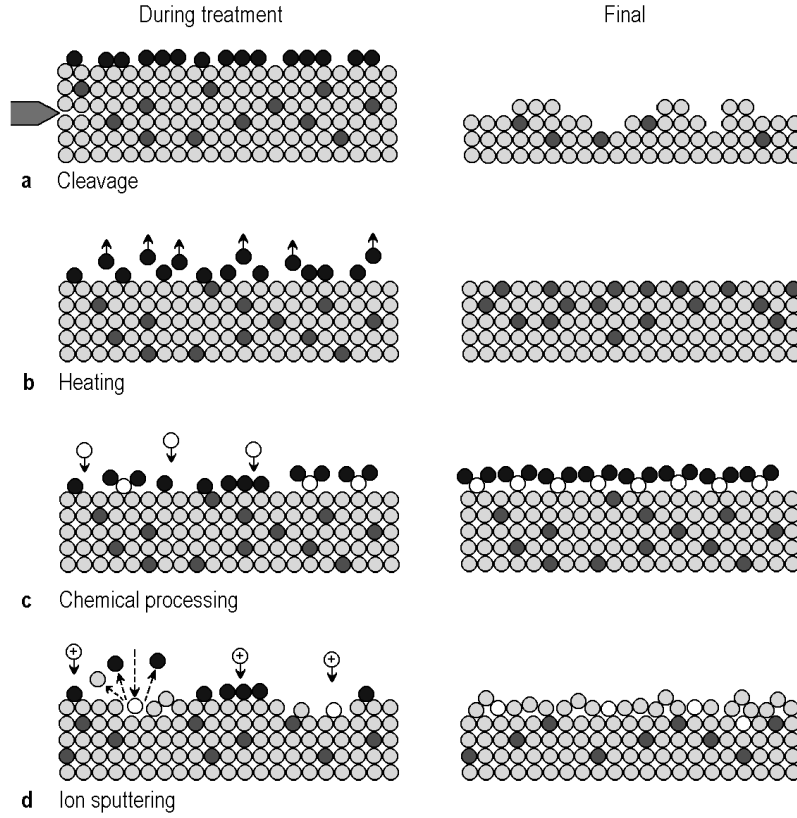 During treatment Final
a Cleavage
b Heating
c Chemical processing
+ + +
d Ion sputtering